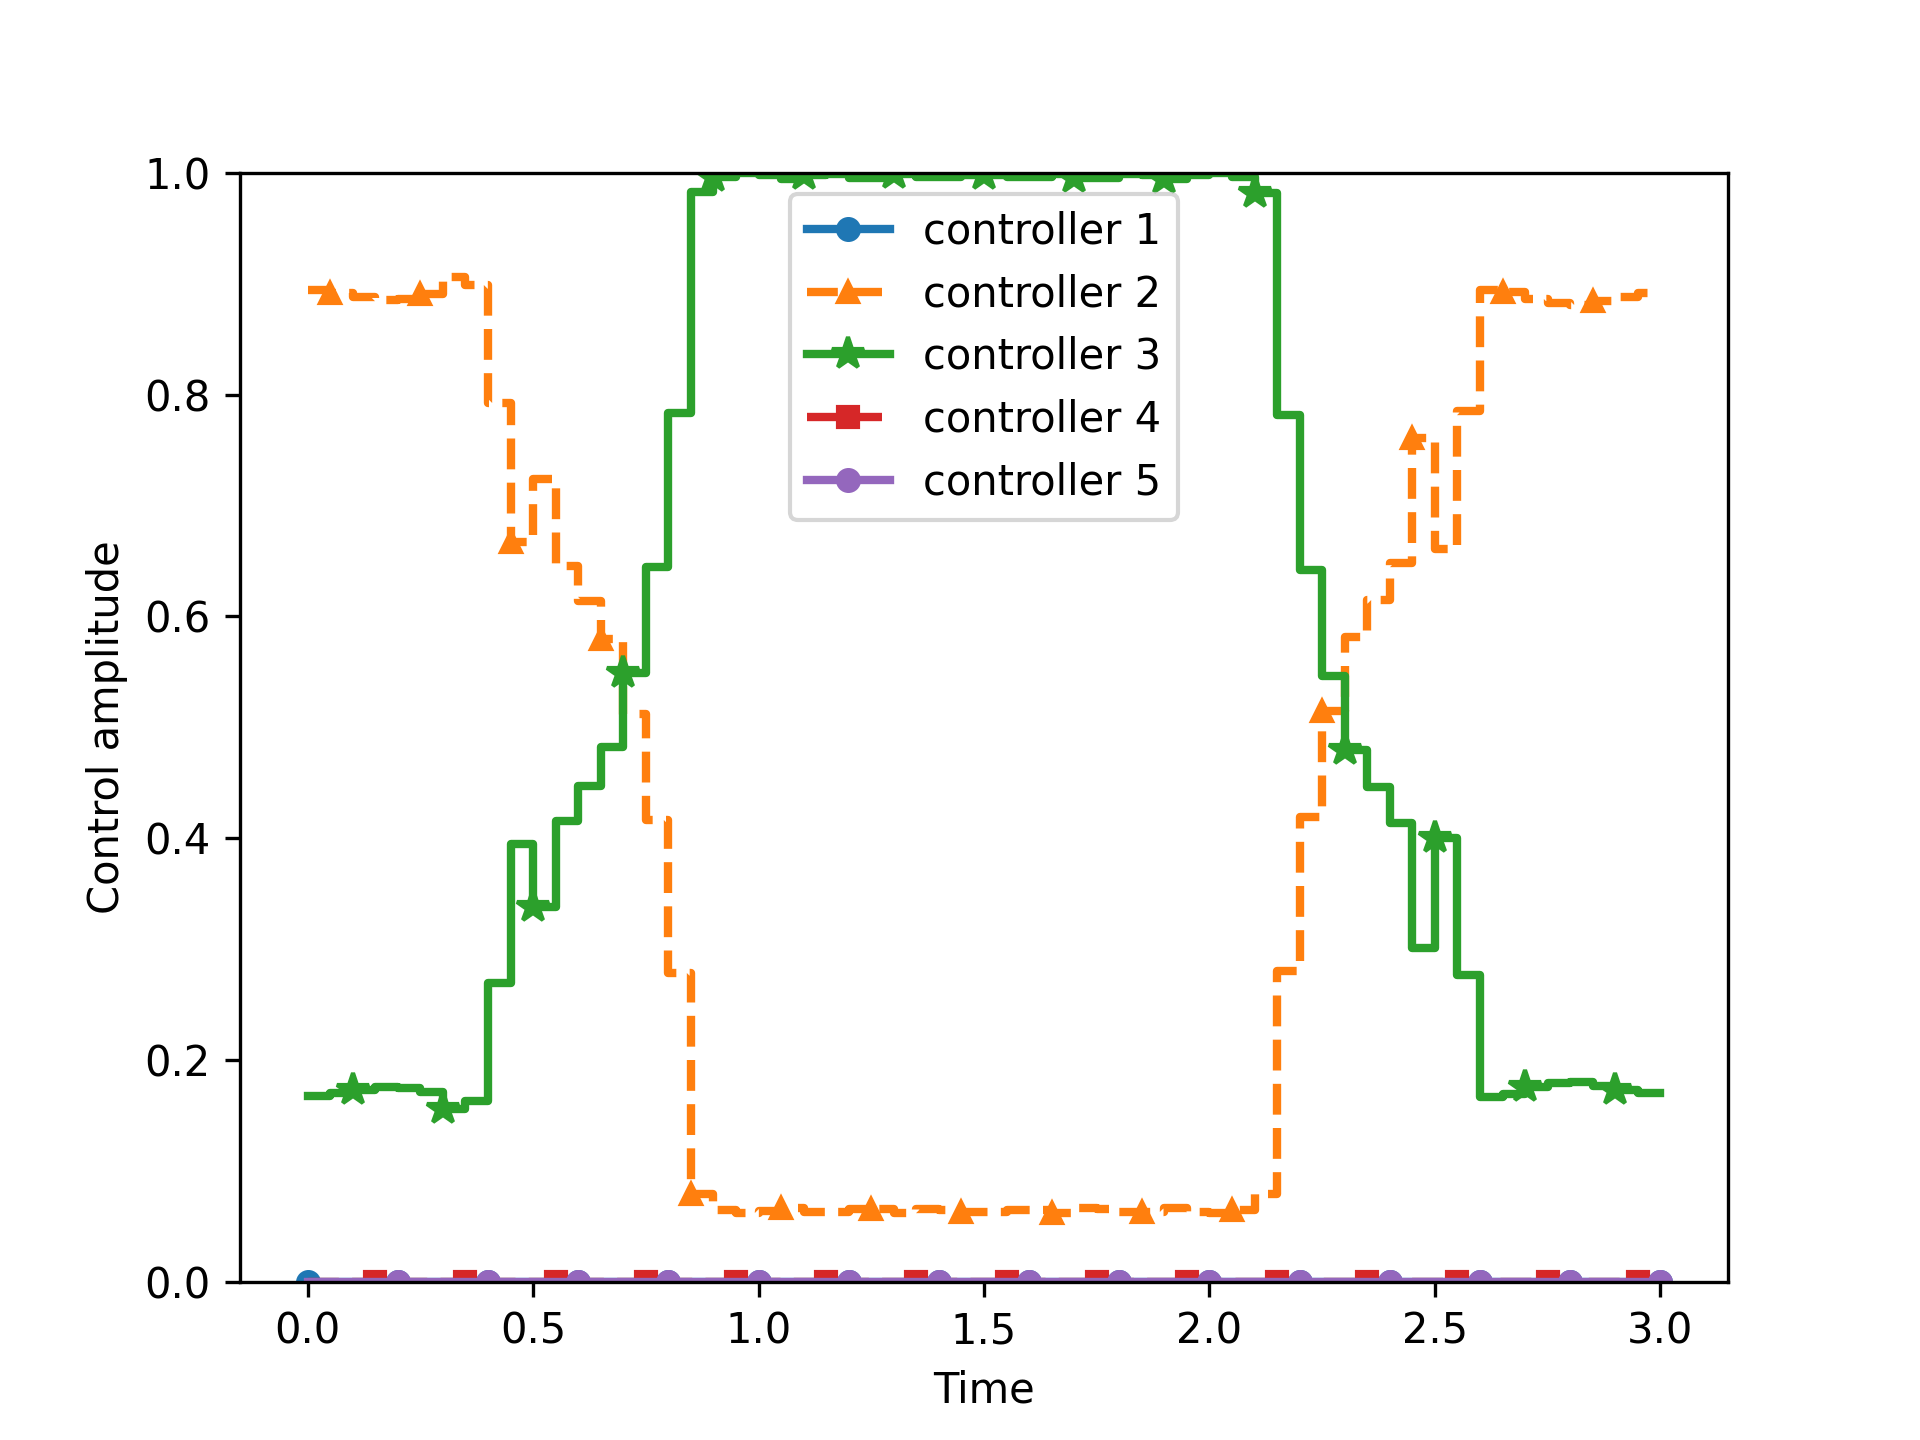 1.0
0.8
0.6
0.4
0.2
0.0
Control amplitude
controller 1
controller 2
controller 3
controller 4
controller 5
0.0 0.5 1.0 1.5 2.0 2.5 3.0
Time